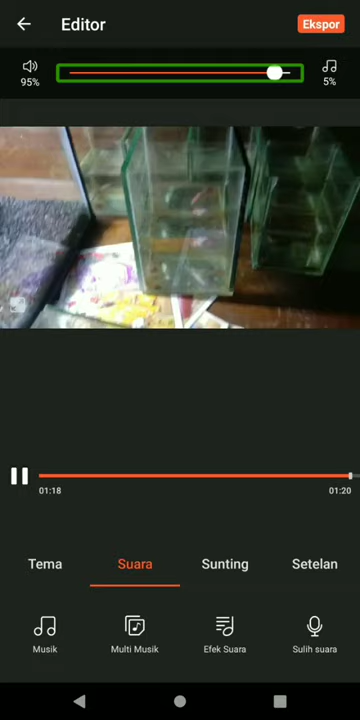 Editor
Ekspor
95%
5%
01:18
01:20
Tema
Suara
Sunting
Setelan
Musik
Multi Musik
Efek Suara
Sulih suara